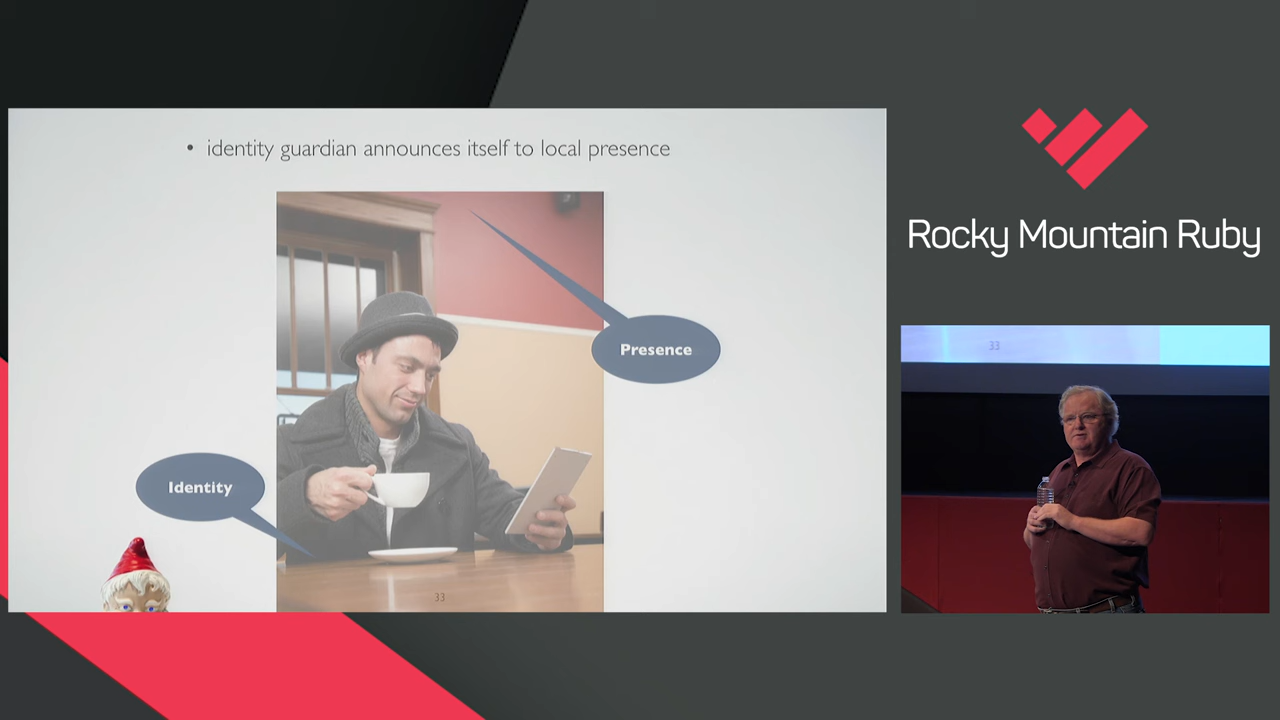 • identity guardian announces itself to local presence
Presence
Identity
33
Rocky Mountain Ruby
33